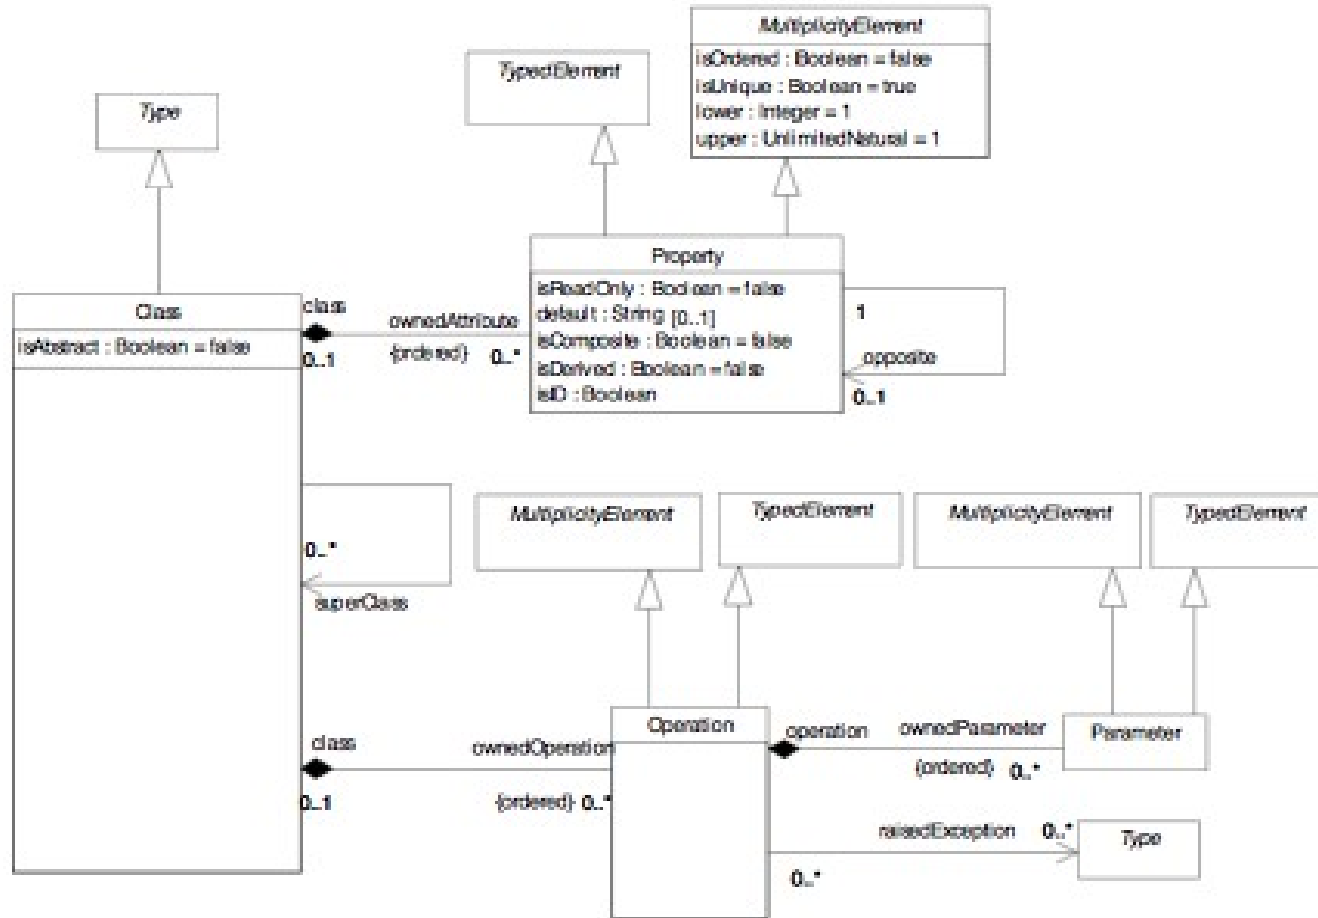 MultiplicityElement
isOrdered : Boolean = false
isUnique : Boolean = true
lower : Integer = 1
upper : UnlimitedNatural = 1
TypedElement
Type
Property
isReadOnly : Boolean = false
default : String [0..1]
isComposite : Boolean = false
isDerived : Boolean = false
isID : Boolean
Class
isAbstract : Boolean = false
class
0..1
ownedAttribute
{ordered} 0..*
1
opposite
0..1
0..*
superClass
MultiplicityElement
TypedElement
MultiplicityElement
TypedElement
class
0..1
ownedOperation
{ordered} 0..*
Operation
operation
ownedParameter
{ordered} 0..*
Parameter
raisedException 0..*
0..*
Type